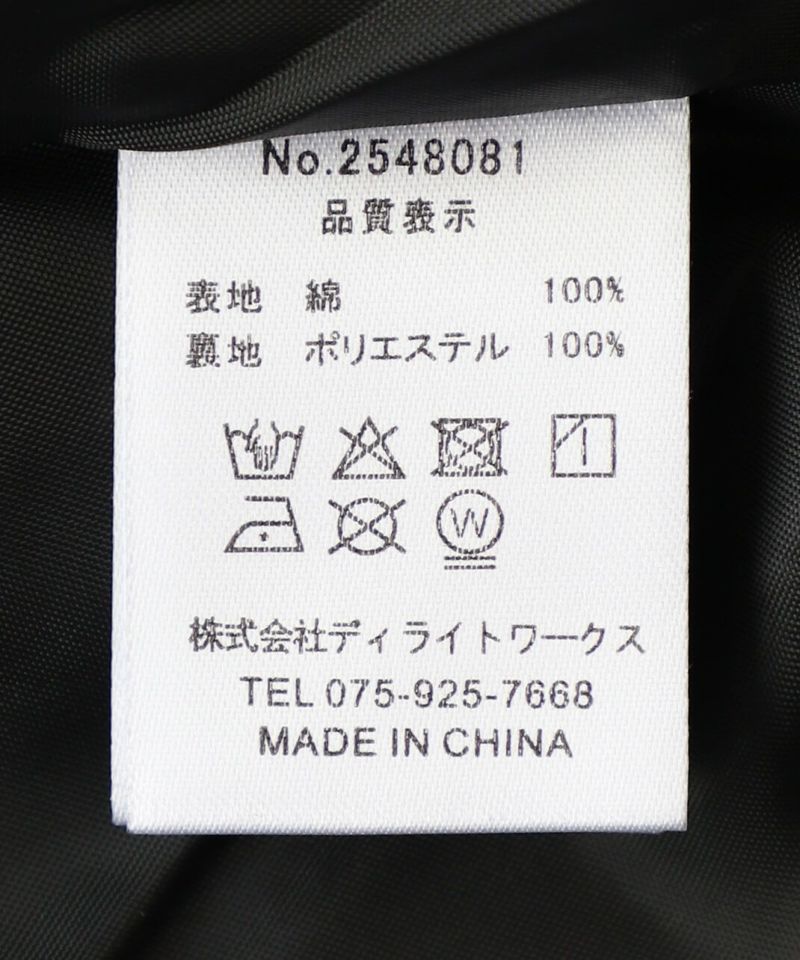 No.2548081
品質表示
表地 綿 100%
裏地 ポリエステル 100%
W
株式会社ディライトワークス
TEL 075-925-7668
MADE IN CHINA